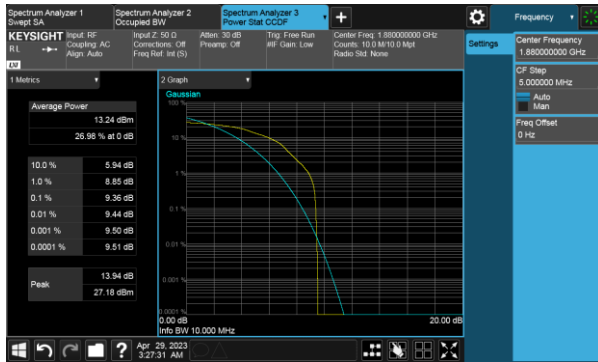 Spectrum Analyzer 1
Swept SA
Spectrum Analyzer 2
Occupied BW
Spectrum Analyzer 3
Power Stat CCDF
Frequency
KEYSIGHT
RL
LXI
Input: RF
Coupling: AC
Align: Auto
Input Z: 50 Ω
Corrections: Off
Freq Ref: Int (S)
Atten: 30 dB
Preamp: Off
Trig: Free Run
#IF Gain: Low
Center Freq: 1.880000000 GHz
Counts: 10.0 M/10.0 Mpt
Radio Std: None
Settings
Center Frequency
1.880000000 GHz
CF Step
5.000000 MHz
Auto
Man
Freq Offset
0 Hz
1 Metrics
Average Power
13.24 dBm
26.98 % at 0 dB
10.0 % 5.94 dB
1.0 % 8.85 dB
0.1 % 9.36 dB
0.01 % 9.44 dB
0.001 % 9.50 dB
0.0001 % 9.51 dB
Peak 13.94 dB
27.18 dBm
2 Graph
Gaussian
100 %
10 %
1 %
0.1 %
0.01 %
0.001 %
0.0001 %
0.00 dB 20.00 dB
Info BW 10.000 MHz
Apr 29, 2023
3:27:31 AM